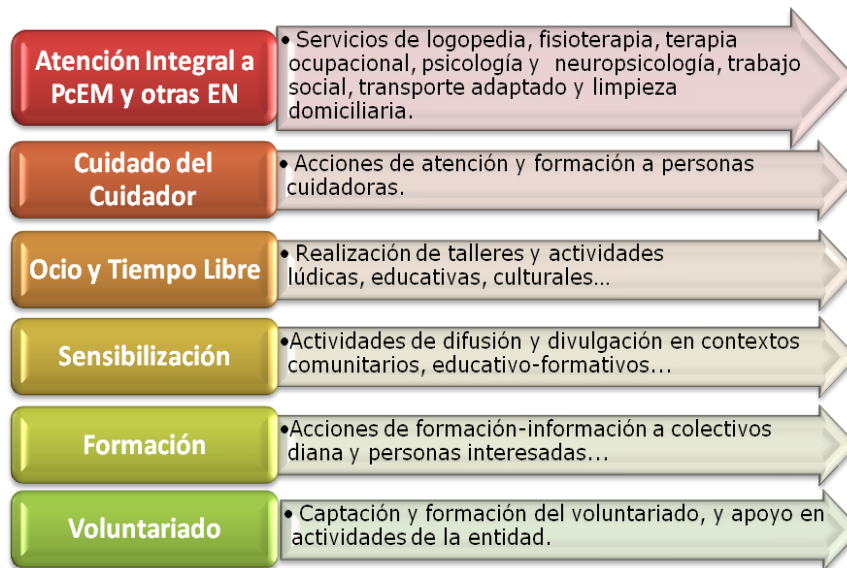 Atención Integral a
PcEM y otras EN
• Servicios de logopedia, fisioterapia, terapia
ocupacional, psicología y neuropsicología, trabajo
social, transporte adaptado y limpieza
domiciliaria.
Cuidado del
Cuidador
• Acciones de atención y formación a personas
cuidadoras.
Ocio y Tiempo Libre
• Realización de talleres y actividades
lúdicas, educativas, culturales...
Sensibilización
•Actividades de difusión y divulgación en contextos
comunitarios, educativo-formativos...
Formación
•Acciones de formación-información a colectivos
diana y personas interesadas...
Voluntariado
• Captación y formación del voluntariado, y apoyo en
actividades de la entidad.